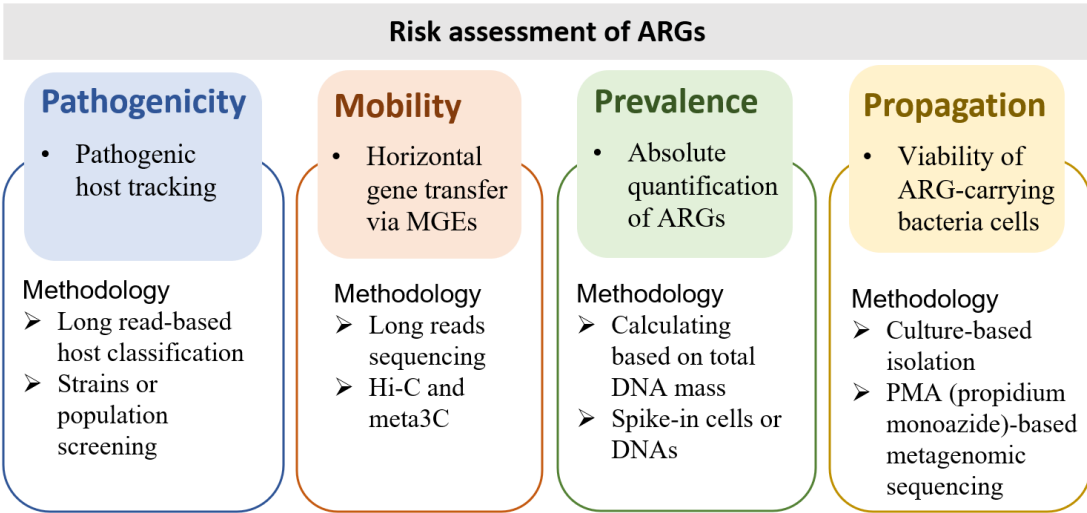 Risk assessment of ARGs
Pathogenicity
• Pathogenic
host tracking
Methodology
➢ Long read-based
host classification
➢ Strains or
population
screening
Mobility
• Horizontal
gene transfer
via MGEs
Methodology
➢ Long reads
sequencing
➢ Hi-C and
meta3C
Prevalence
• Absolute
quantification
of ARGs
Methodology
➢ Calculating
based on total
DNA mass
➢ Spike-in cells or
DNAs
Propagation
• Viability of
ARG-carrying
bacteria cells
Methodology
➢ Culture-based
isolation
➢ PMA (propidium
monoazide)-based
metagenomic
sequencing